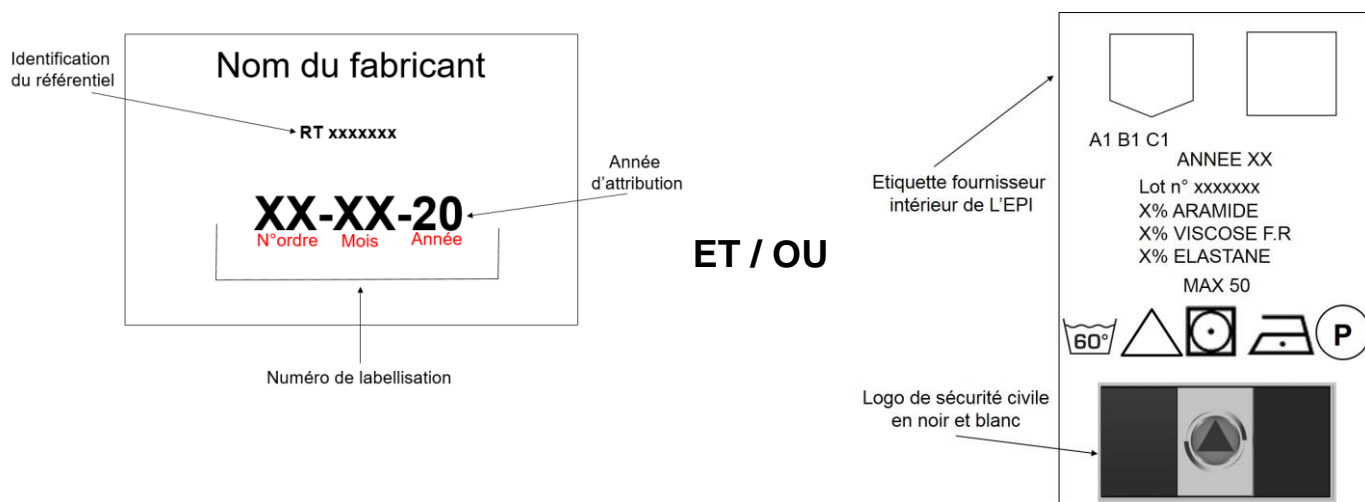 Identification
du référentiel
Nom du fabricant
RT xxxxxxx
Année
d'attribution
XX-XX-20
N°ordre Mois Année
Numéro de labellisation
ET / OU
Etiquette fournisseur
intérieur de L'EPI
A1 B1 C1
ANNEE XX
Lot n° xxxxxxx
X% ARAMIDE
X% VISCOSE F.R
X% ELASTANE
MAX 50
60°
P
Logo de sécurité civile
en noir et blanc